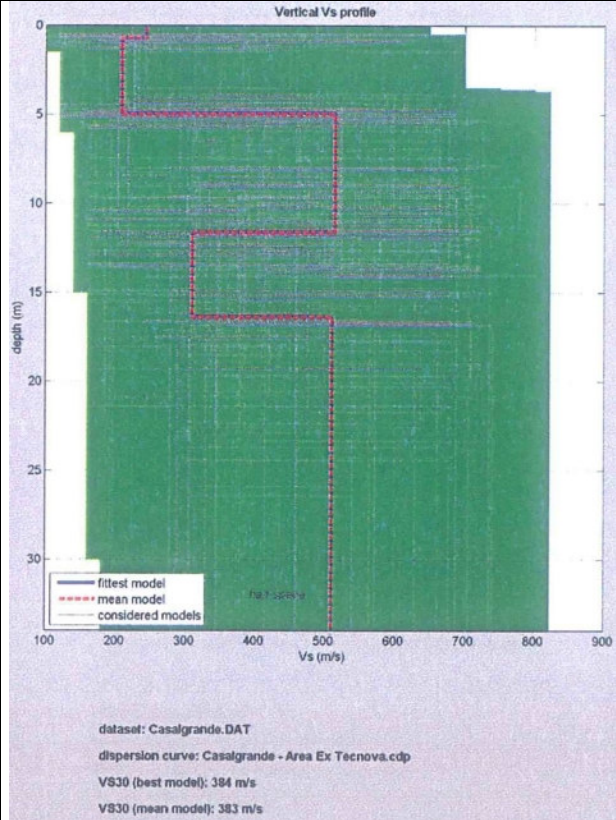 Vertical Vs profile
0
5
10
15
20
25
30
depth (m)
fittest model
mean model
considered models
half-space
100 200 300 400 500 600 700 800 900
Vs (m/s)
dataset: Casalgrande.DAT
dispersion curve: Casalgrande - Area Ex Tecnova.cdp
VS30 (best model): 384 m/s
VS30 (mean model): 383 m/s